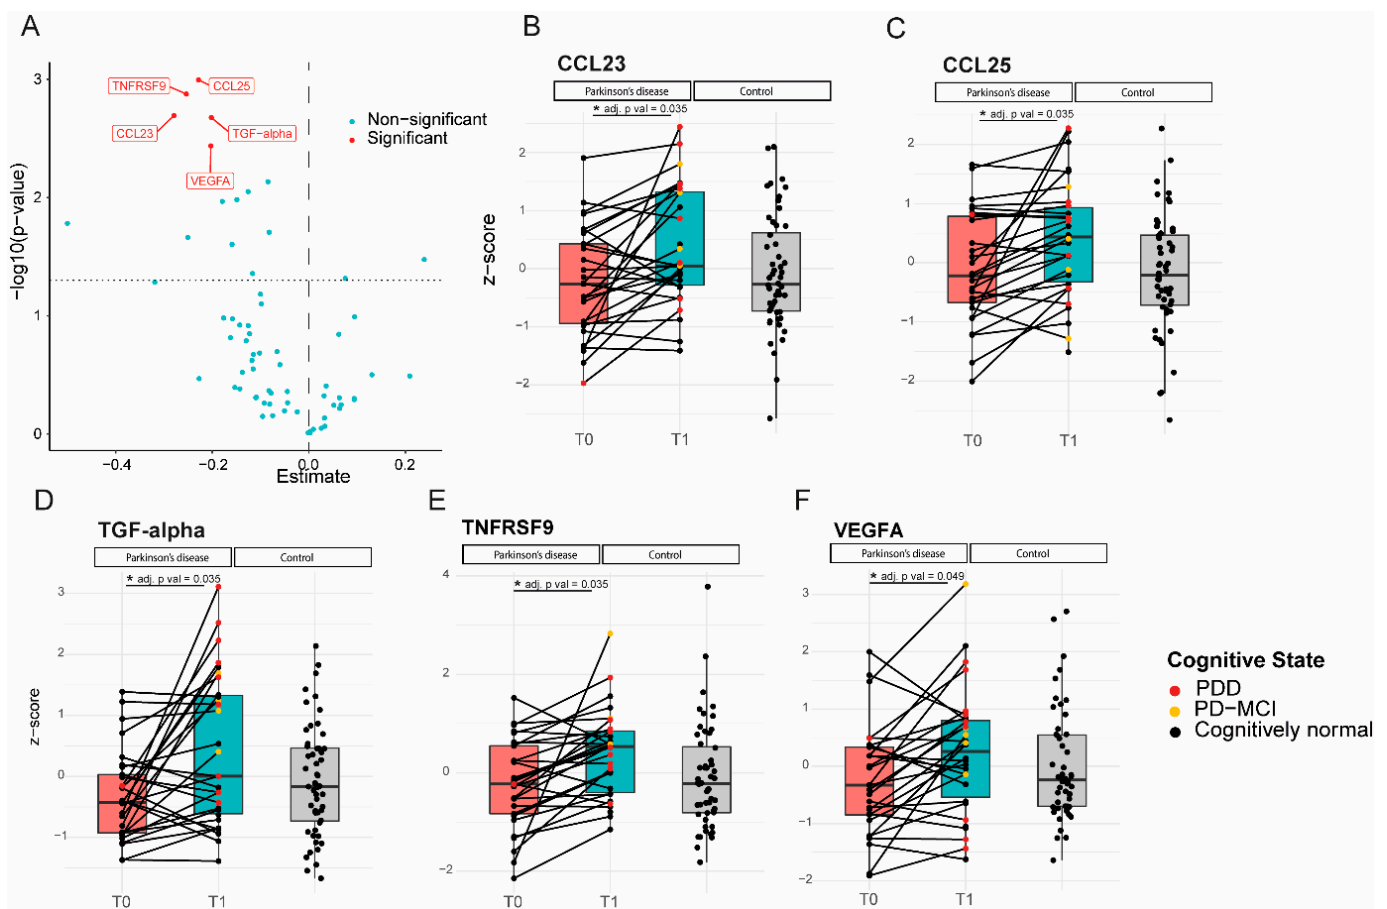 A
3
2
1
0
−log10(p−value)
TNFRSF9
CCL25
CCL23
TGF−alpha
VEGFA
Non−significant
Significant
−0.4
−0.2
0.0
0.2
Estimate
B
CCL23
Parkinson's disease
Control
* adj. p val = 0.035
2
1
0
−1
−2
z−score
T0
T1
C
CCL25
Parkinson's disease
Control
* adj. p val = 0.035
2
1
0
−1
−2
T0
T1
D
TGF-alpha
Parkinson's disease
Control
* adj. p val = 0.035
3
2
1
0
−1
z−score
T0
T1
E
TNFRSF9
Parkinson's disease
Control
* adj. p val = 0.035
4
2
0
−2
T0
T1
F
VEGFA
Parkinson's disease
Control
* adj. p val = 0.049
3
2
1
0
−1
−2
T0
T1
Cognitive State
PDD
PD−MCI
Cognitively normal